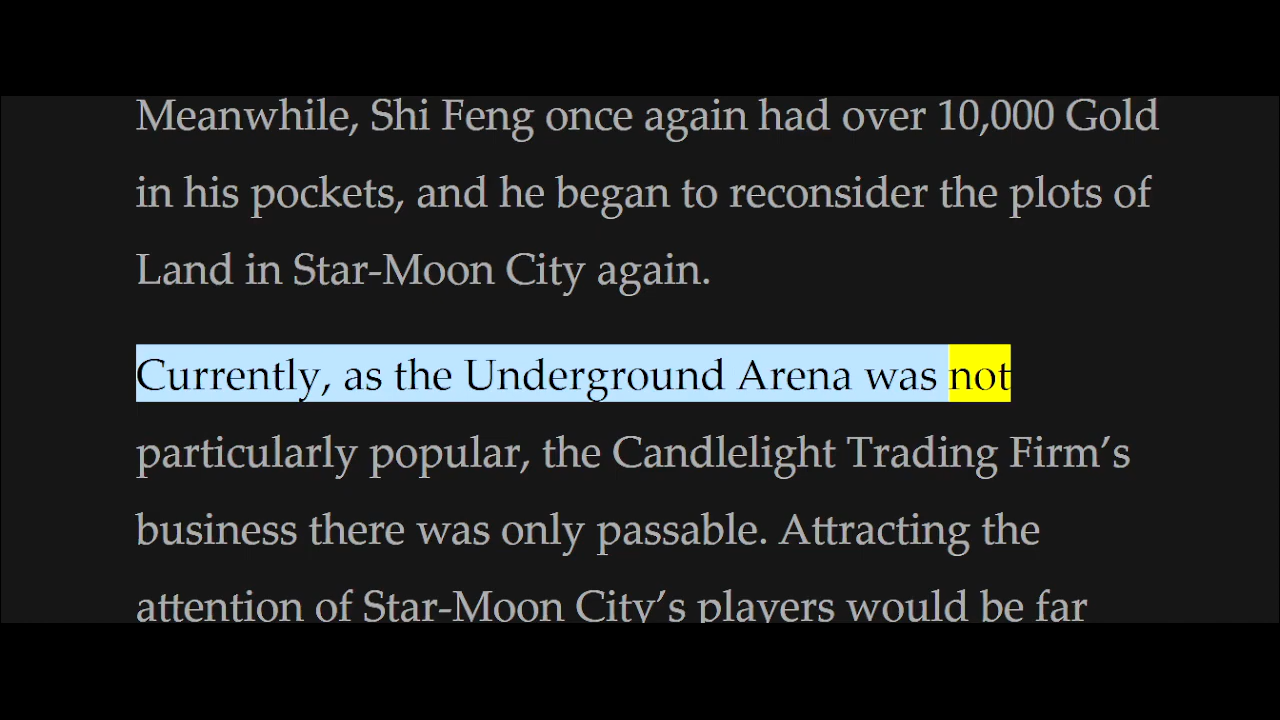 Meanwhile, Shi Feng once again had over 10,000 Gold
in his pockets, and he began to reconsider the plots of
Land in Star-Moon City again.
Currently, as the Underground Arena was not
particularly popular, the Candlelight Trading Firm’s
business there was only passable. Attracting the
attention of Star-Moon City’s players would be far